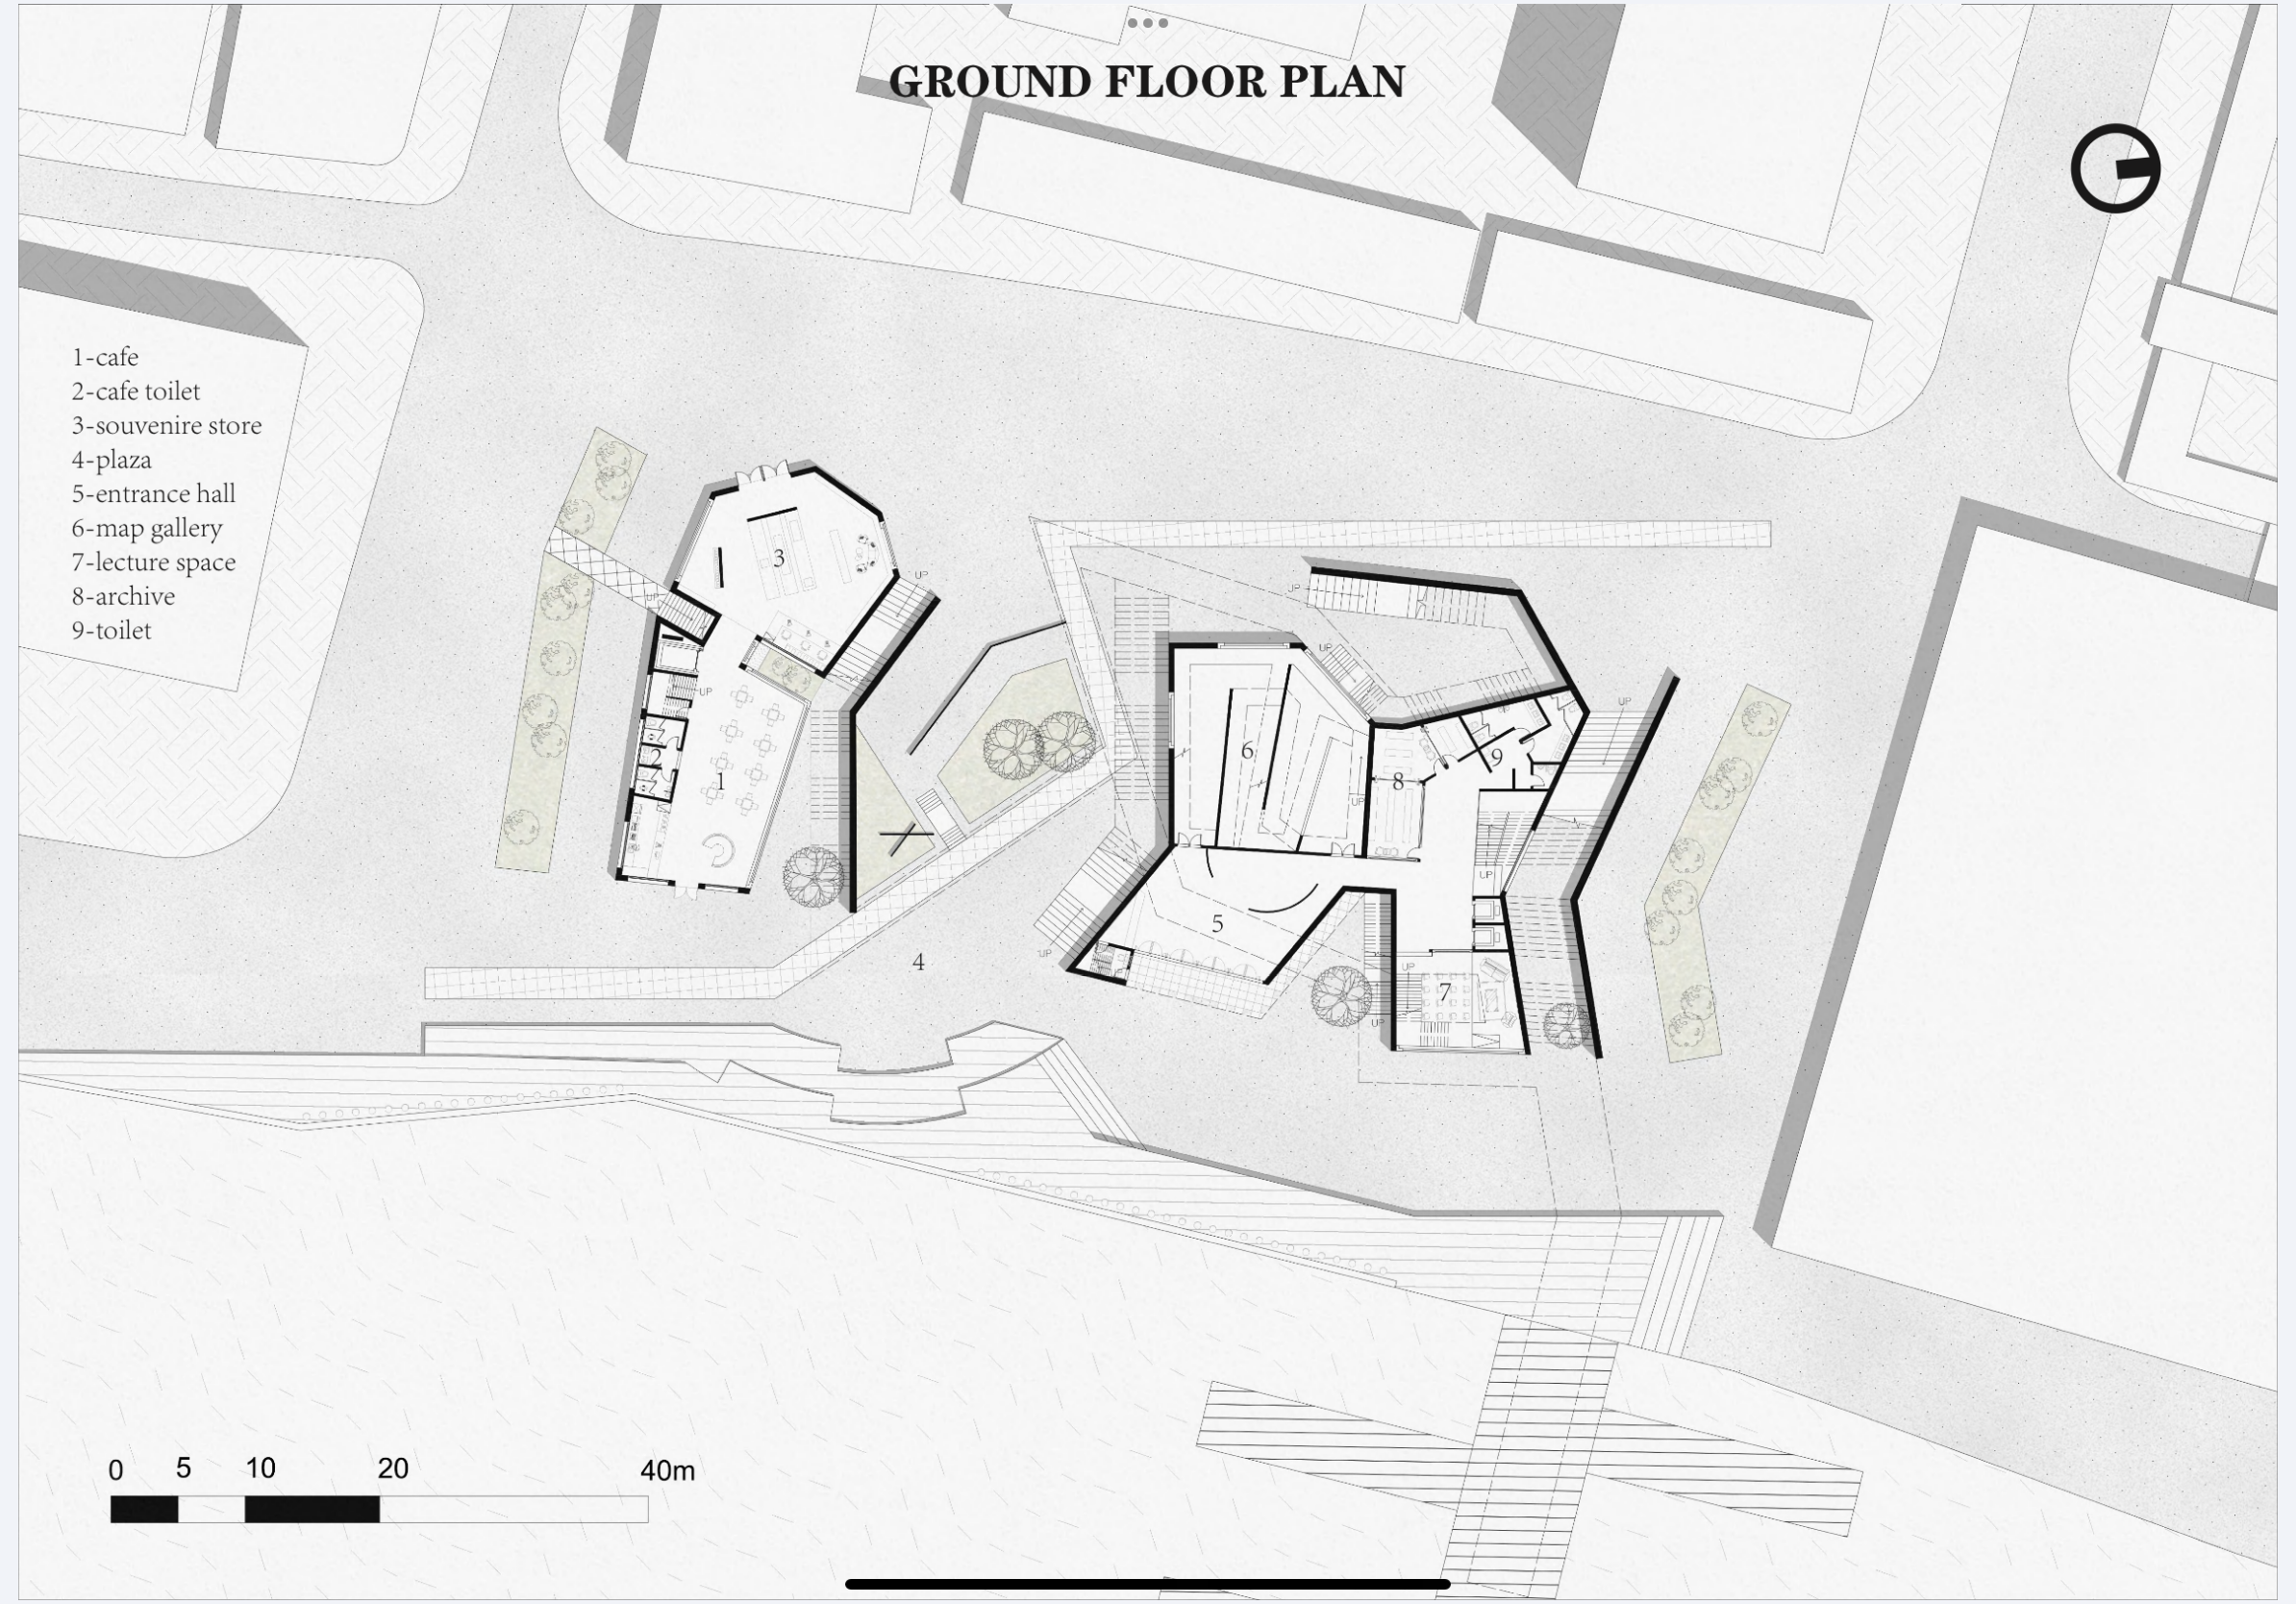 GROUND FLOOR PLAN
1-cafe
2-cafe toilet
3-souvenire store
4-plaza
5-entrance hall
6-map gallery
7-lecture space
8-archive
9-toilet
3
UP
UP
UP
UP
UP
UP
UP
2
1
6
8
9
UP
UP
5
4
UP
UP
7
UP
0 5 10 20 40m